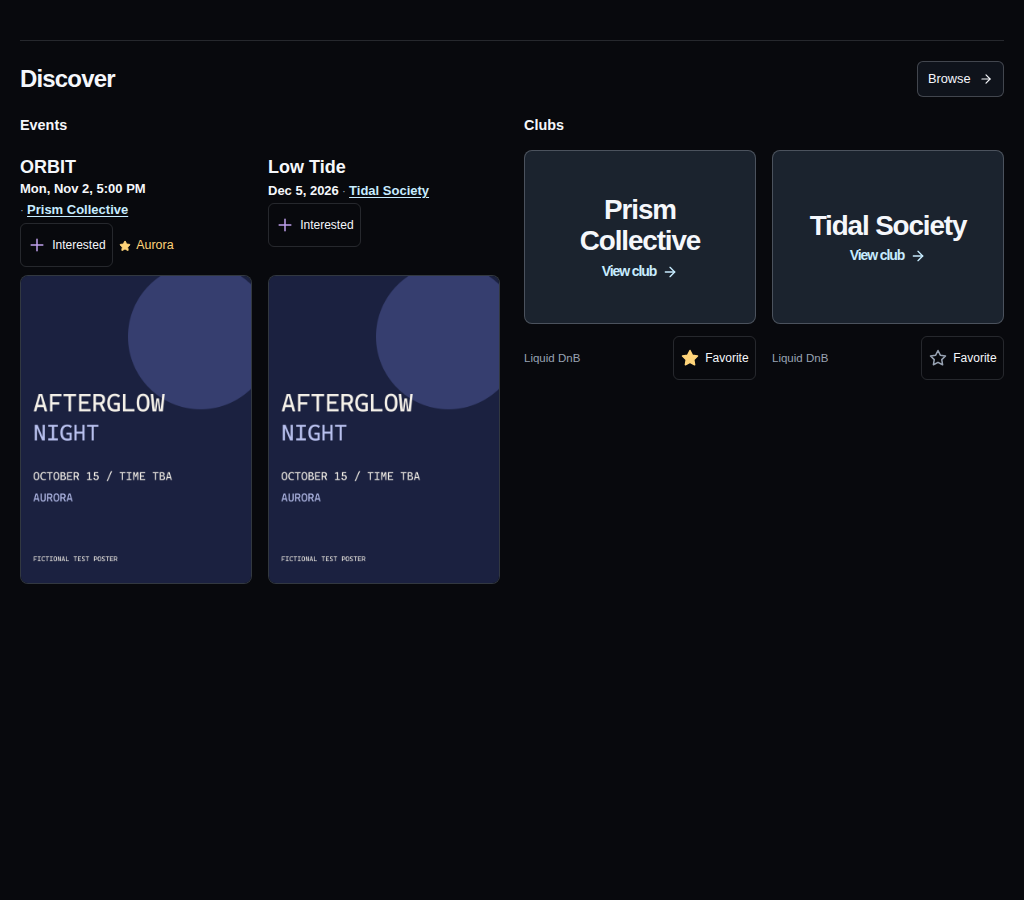 Discover
Browse
Events
ORBIT
Mon, Nov 2, 5:00 PM
· Prism Collective
Interested
Aurora
AFTERGLOW
NIGHT
OCTOBER 15 / TIME TBA
AURORA
FICTIONAL TEST POSTER
Low Tide
Dec 5, 2026 · Tidal Society
Interested
AFTERGLOW
NIGHT
OCTOBER 15 / TIME TBA
AURORA
FICTIONAL TEST POSTER
Clubs
Prism
Collective
View club
Liquid DnB
Favorite
Tidal Society
View club
Liquid DnB
Favorite